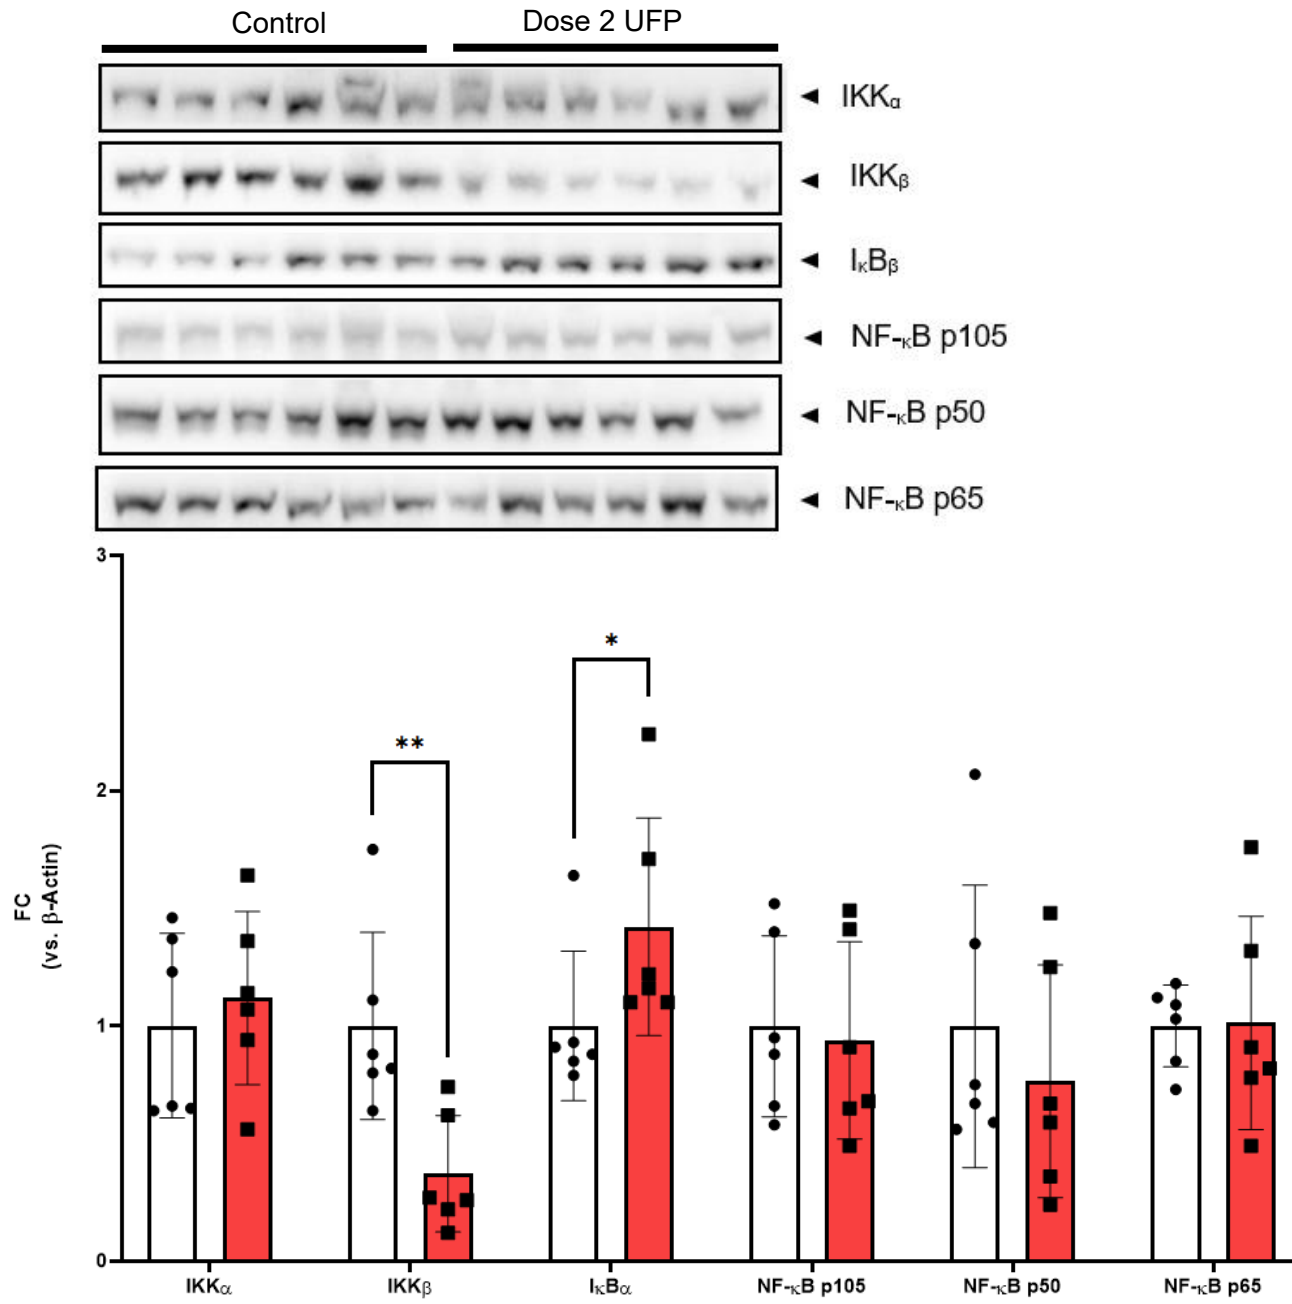 Control Dose 2 UFP
IKKα
IKKβ
IκBβ
NF-κB p105
NF-κB p50
NF-κB p65
3
2
1
0
FC
(vs. β-Actin)
**
*
IKKα IKKβ IκBα NF-κB p105 NF-κB p50 NF-κB p65